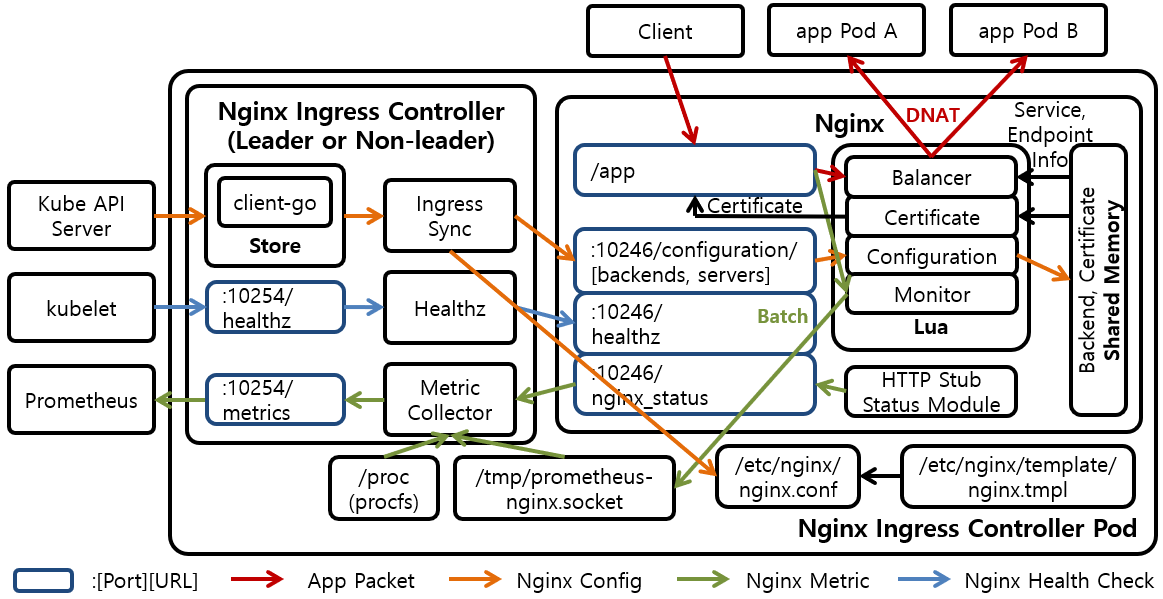 Client
app Pod A
app Pod B
Nginx Ingress Controller
(Leader or Non-leader)
Nginx
DNAT
Service,
Endpoint
Info
Kube API
Server
client-go
Store
Ingress
Sync
/app
Certificate
Balancer
Certificate
Configuration
Monitor
Lua
Backend, Certificate
Shared Memory
:10246/configuration/
[backends, servers]
kubelet
:10254/
healthz
Healthz
:10246/
healthz
Batch
Prometheus
:10254/
metrics
Metric
Collector
:10246/
nginx_status
HTTP Stub
Status Module
/proc
(procfs)
/tmp/prometheus-
nginx.socket
/etc/nginx/
nginx.conf
/etc/nginx/template/
nginx.tmpl
Nginx Ingress Controller Pod
:[Port][URL]
App Packet
Nginx Config
Nginx Metric
Nginx Health Check